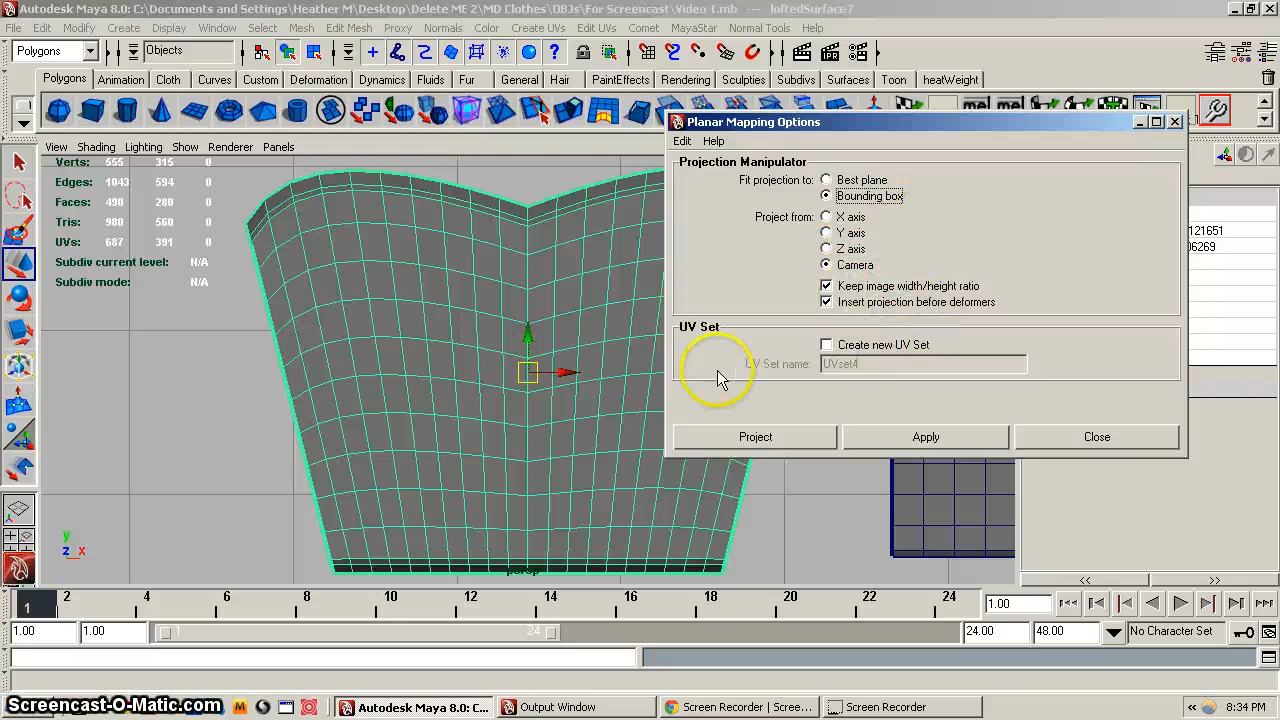 Autodesk Maya 8.0: C:\Documents and Settings\Heather M\Desktop\Delete ME 2\MD Clothes\OBJs\For Screencast\Video 1.mb --- loftedSurface7
File Edit Modify Create Display Window Select Mesh Edit Mesh Proxy Normals Color Create UVs Edit UVs Comet MayaStar Normal Tools Help
Polygons Objects IPR
Polygons Animation Cloth Curves Custom Deformation Dynamics Fluids Fur General Hair PaintEffects Rendering Sculpties Subdivs Surfaces Toon heatWeight
View Shading Lighting Show Renderer Panels
Verts: 555 315 0
Edges: 1043 594 0
Faces: 490 280 0
Tris: 980 560 0
UVs: 687 391 0
Subdiv current level: N/A
Subdiv mode: N/A
Planar Mapping Options
Edit Help
Projection Manipulator
Fit projection to: Best plane
Bounding box
Project from: X axis
Y axis
Z axis
Camera
Keep image width/height ratio
Insert projection before deformers
UV Set
Create new UV Set
UV Set name: UVset4
Project Apply Close
121651
06269
y
z x
persp
<< >>
1 2 4 6 8 10 12 14 16 18 20 22 24 1.00
1.00 1.00 1 24 24.00 48.00 No Character Set
Screencast-O-Matic.com Autodesk Maya 8.0: C... Output Window Screen Recorder | Scree... Screen Recorder 8:34 PM